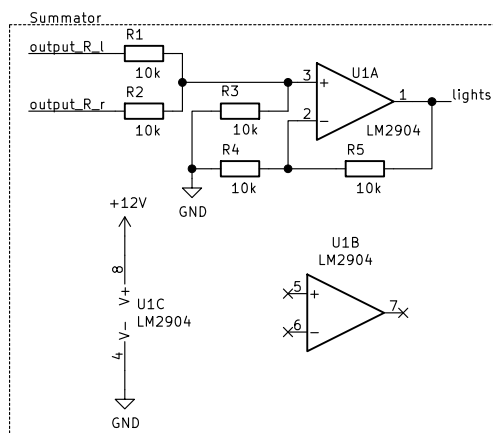 Summator
R1
output_R_l
10k
R2
output_R_r
10k
R3
10k
3
+
U1A
1
lights
2
−
LM2904
R4
10k
R5
10k
GND
+12V
8
V+
U1C
LM2904
V−
4
GND
U1B
LM2904
5
+
7
6
−